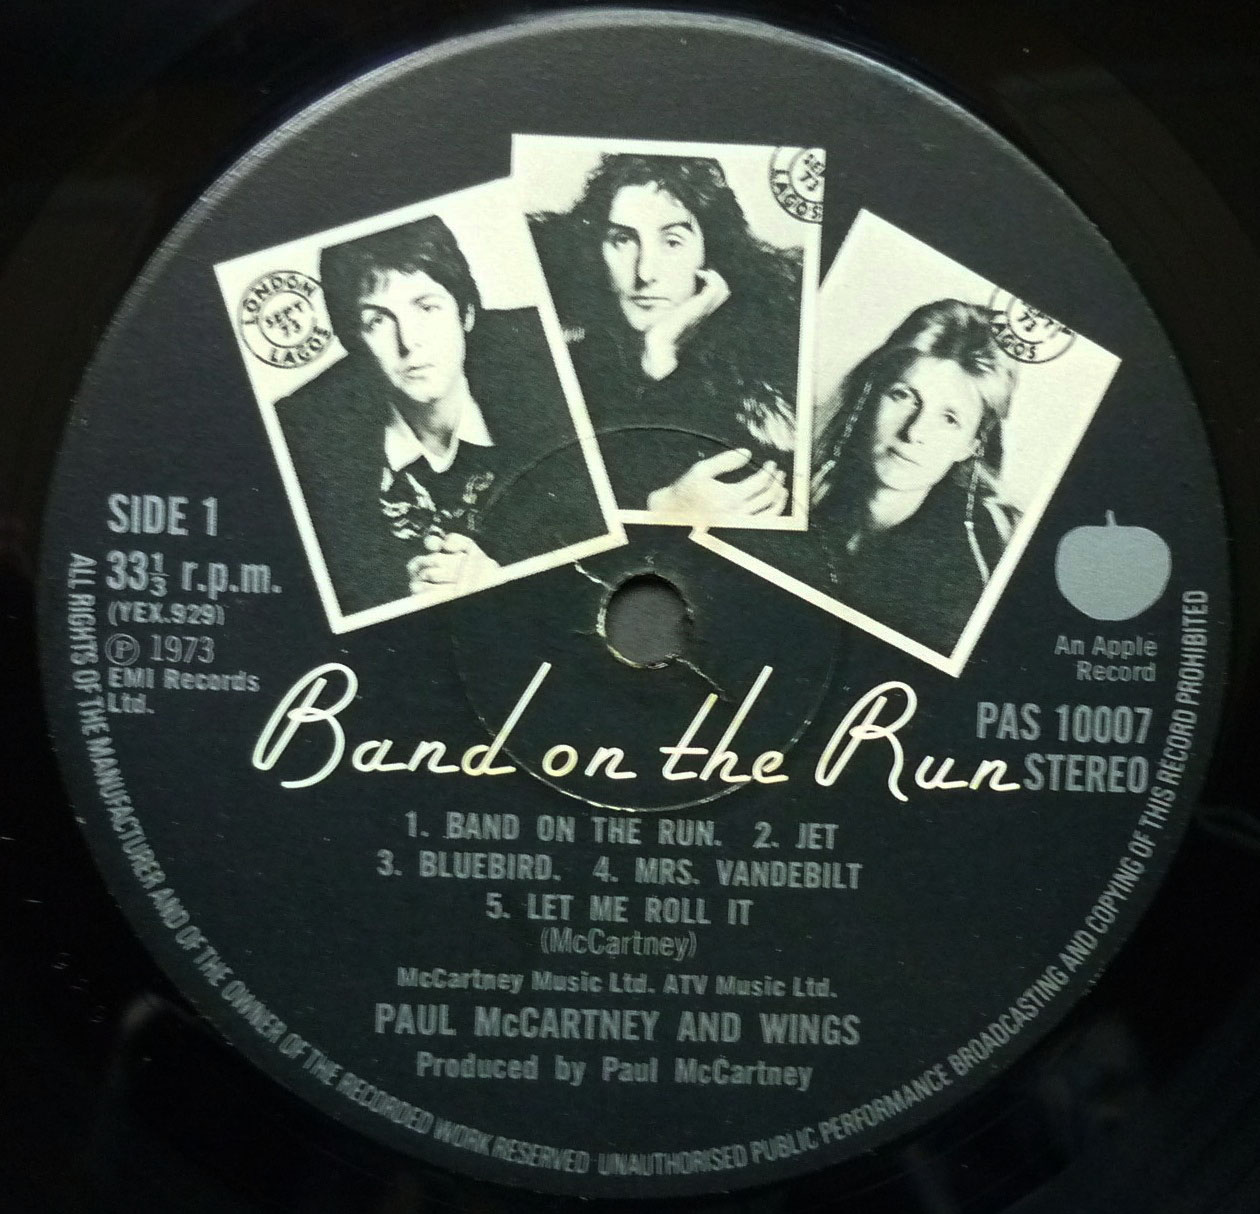 LONDON
SEPT
73
LAGOS
SE
73
LAGOS
73
GOS
SIDE 1
33⅓ r.p.m.
(YEX.929)
℗ 1973
EMI Records
Ltd.
An Apple
Record
PAS 10007
STEREO
Band on the Run
1. BAND ON THE RUN. 2. JET
3. BLUEBIRD. 4. MRS. VANDEBILT
5. LET ME ROLL IT
(McCartney)
McCartney Music Ltd. ATV Music Ltd.
PAUL McCARTNEY AND WINGS
Produced by Paul McCartney
ALL RIGHTS OF THE MANUFACTURER AND OF THE OWNER OF THE RECORDED WORK RESERVED UNAUTHORISED PUBLIC PERFORMANCE BROADCASTING AND COPYING OF THIS RECORD PROHIBITED